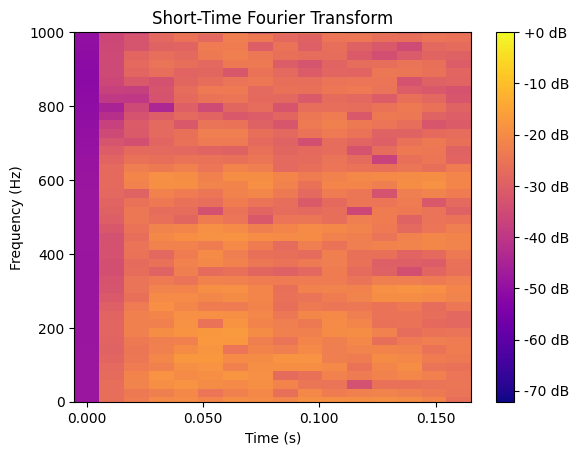 Short-Time Fourier Transform
Frequency (Hz)
1000
800
600
400
200
0
0.000
0.050
0.100
0.150
Time (s)
+0 dB
-10 dB
-20 dB
-30 dB
-40 dB
-50 dB
-60 dB
-70 dB